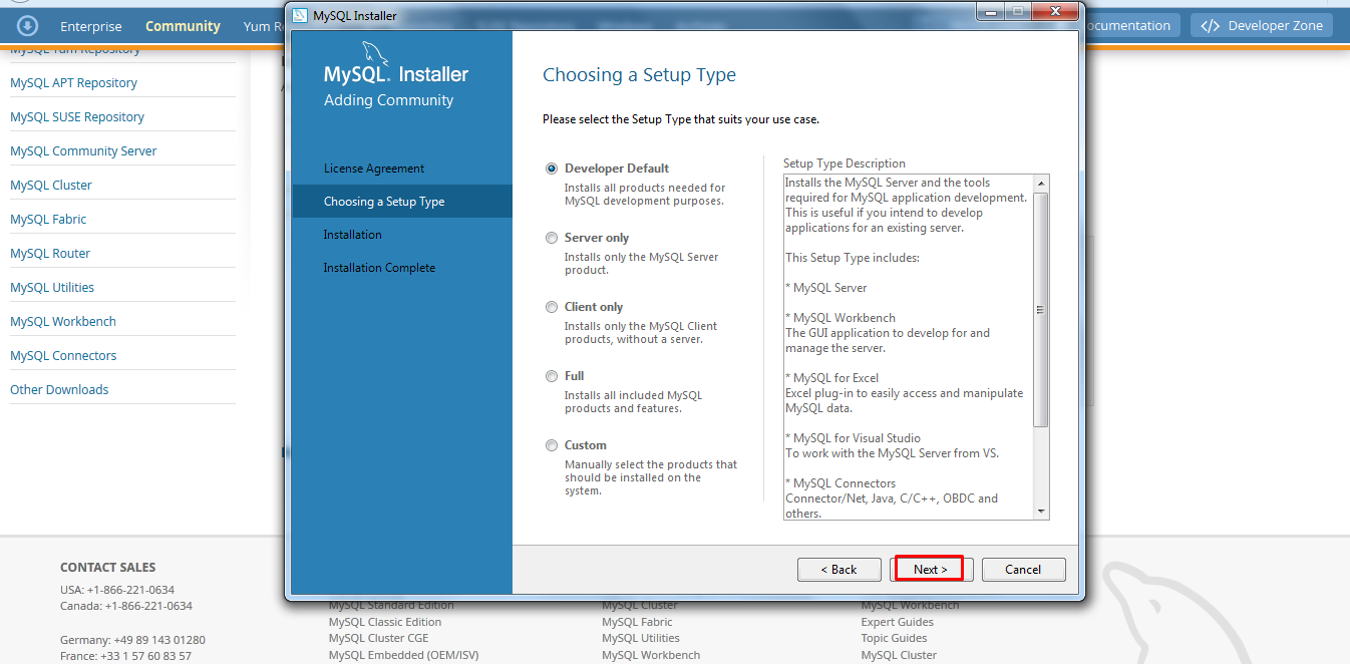 Enterprise
Community
Developer Zone
MySQL APT Repository
MySQL SUSE Repository
MySQL Community Server
MySQL Cluster
MySQL Fabric
MySQL Router
MySQL Utilities
MySQL Workbench
MySQL Connectors
Other Downloads
MySQL Installer
MySQL. Installer
Adding Community
License Agreement
Choosing a Setup Type
Installation
Installation Complete
Choosing a Setup Type
Please select the Setup Type that suits your use case.
Developer Default
Installs all products needed for
MySQL development purposes.
Server only
Installs only the MySQL Server
product.
Client only
Installs only the MySQL Client
products, without a server.
Full
Installs all included MySQL
products and features.
Custom
Manually select the products that
should be installed on the
system.
Setup Type Description
Installs the MySQL Server and the tools
required for MySQL application development.
This is useful if you intend to develop
applications for an existing server.
This Setup Type includes:
* MySQL Server
* MySQL Workbench
The GUI application to develop for and
manage the server.
* MySQL for Excel
Excel plug-in to easily access and manipulate
MySQL data.
* MySQL for Visual Studio
To work with the MySQL Server from VS.
* MySQL Connectors
Connector/Net, Java, C/C++, OBDC and
others.
< Back
Next >
Cancel
CONTACT SALES
USA: +1-866-221-0634
Canada: +1-866-221-0634
Germany: +49 89 143 01280
France: +33 1 57 60 83 57
MySQL Standard Edition
MySQL Classic Edition
MySQL Cluster CGE
MySQL Embedded (OEM/ISV)
MySQL Cluster
MySQL Fabric
MySQL Utilities
MySQL Workbench
MySQL Workbench
Expert Guides
Topic Guides
MySQL Cluster